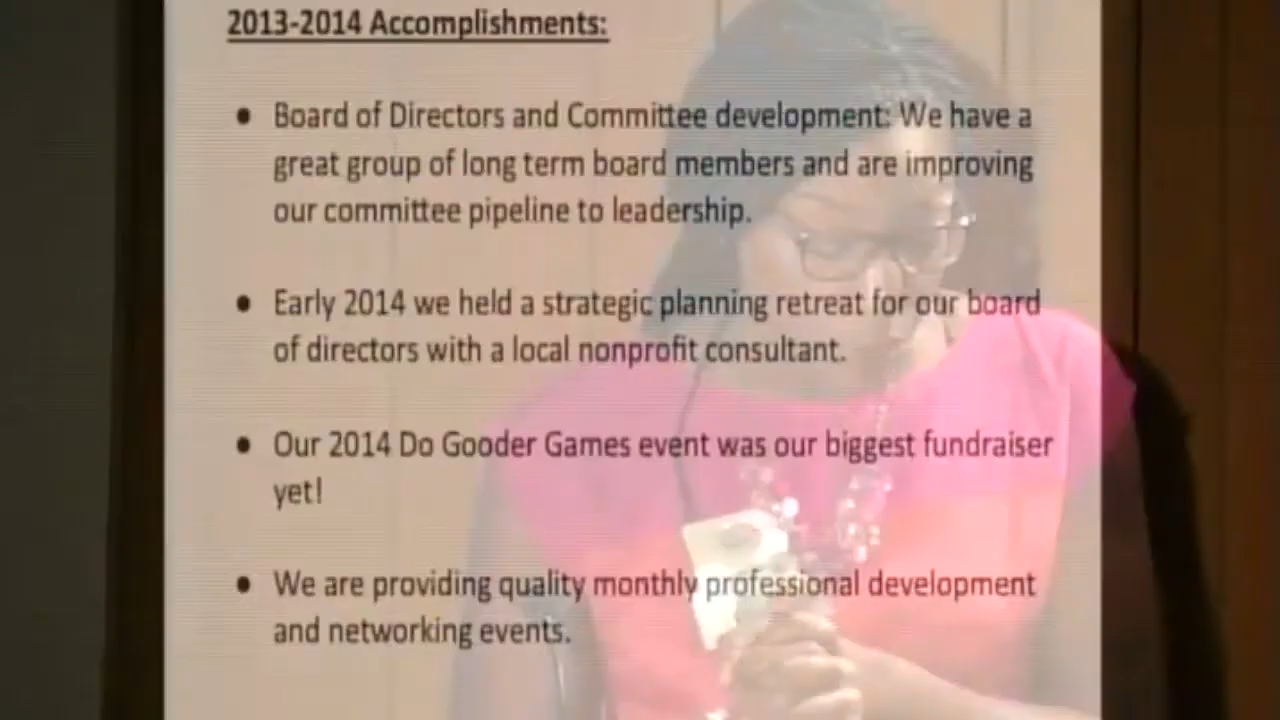 2013-2014 Accomplishments:
● Board of Directors and Committee development: We have a
great group of long term board members and are improving
our committee pipeline to leadership.
● Early 2014 we held a strategic planning retreat for our board
of directors with a local nonprofit consultant.
● Our 2014 Do Gooder Games event was our biggest fundraiser
yet!
● We are providing quality monthly professional development
and networking events.